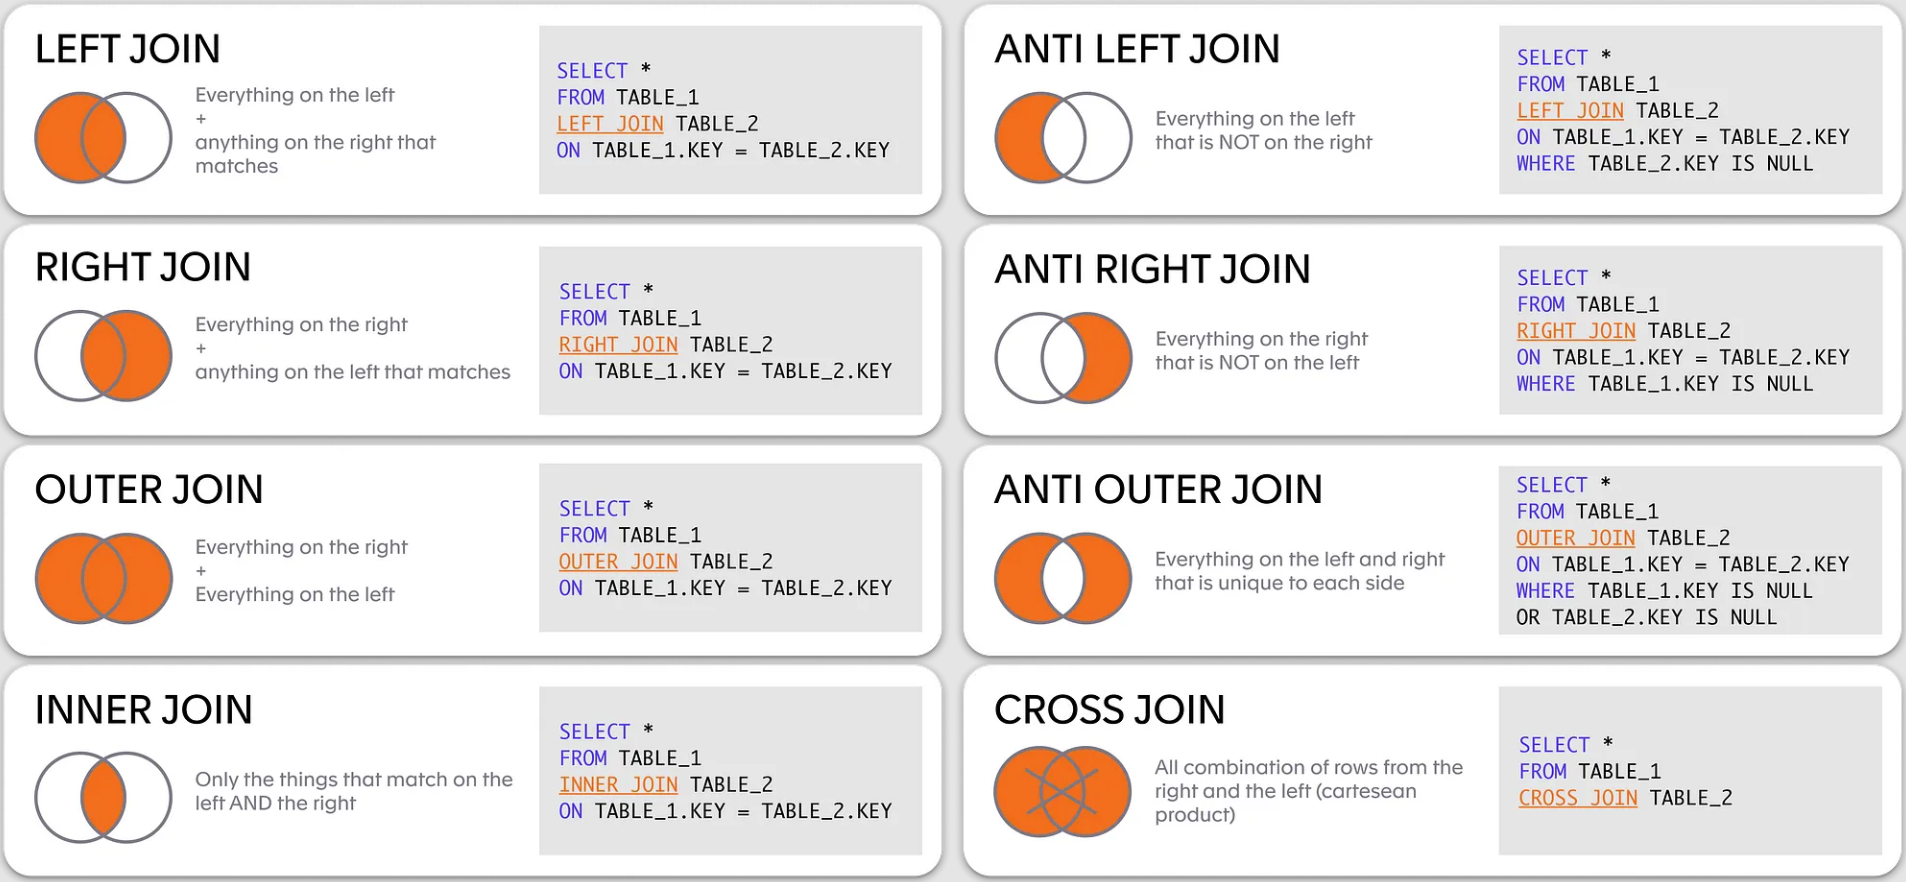 LEFT JOIN
Everything on the left
+
anything on the right that
matches
SELECT *
FROM TABLE_1
LEFT JOIN TABLE_2
ON TABLE_1.KEY = TABLE_2.KEY
ANTI LEFT JOIN
Everything on the left
that is NOT on the right
SELECT *
FROM TABLE_1
LEFT JOIN TABLE_2
ON TABLE_1.KEY = TABLE_2.KEY
WHERE TABLE_2.KEY IS NULL
RIGHT JOIN
Everything on the right
+
anything on the left that matches
SELECT *
FROM TABLE_1
RIGHT JOIN TABLE_2
ON TABLE_1.KEY = TABLE_2.KEY
ANTI RIGHT JOIN
Everything on the right
that is NOT on the left
SELECT *
FROM TABLE_1
RIGHT JOIN TABLE_2
ON TABLE_1.KEY = TABLE_2.KEY
WHERE TABLE_1.KEY IS NULL
OUTER JOIN
Everything on the right
+
Everything on the left
SELECT *
FROM TABLE_1
OUTER JOIN TABLE_2
ON TABLE_1.KEY = TABLE_2.KEY
ANTI OUTER JOIN
Everything on the left and right
that is unique to each side
SELECT *
FROM TABLE_1
OUTER JOIN TABLE_2
ON TABLE_1.KEY = TABLE_2.KEY
WHERE TABLE_1.KEY IS NULL
OR TABLE_2.KEY IS NULL
INNER JOIN
Only the things that match on the
left AND the right
SELECT *
FROM TABLE_1
INNER JOIN TABLE_2
ON TABLE_1.KEY = TABLE_2.KEY
CROSS JOIN
All combination of rows from the
right and the left (cartesean
product)
SELECT *
FROM TABLE_1
CROSS JOIN TABLE_2